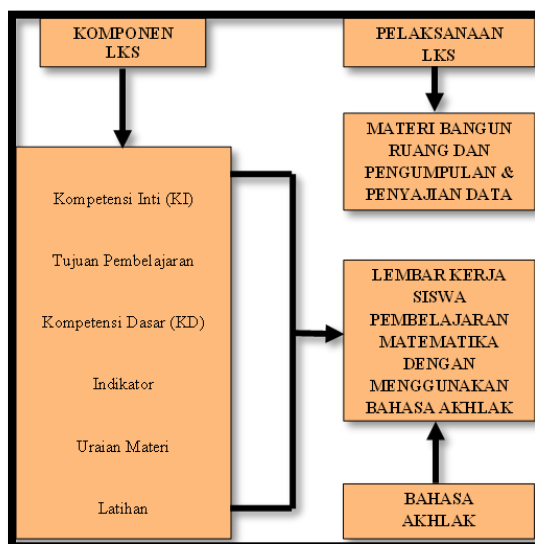 KOMPONEN
LKS
PELAKSANAAN
LKS
Kompetensi Inti (KI)
Tujuan Pembelajaran
Kompetensi Dasar (KD)
Indikator
Uraian Materi
Latihan
MATERI BANGUN
RUANG DAN
PENGUMPULAN &
PENYAJIAN DATA
LEMBAR KERJA
SISWA
PEMBELAJARAN
MATEMATIKA
DENGAN
MENGGUNAKAN
BAHASA AKHLAK
BAHASA
AKHLAK